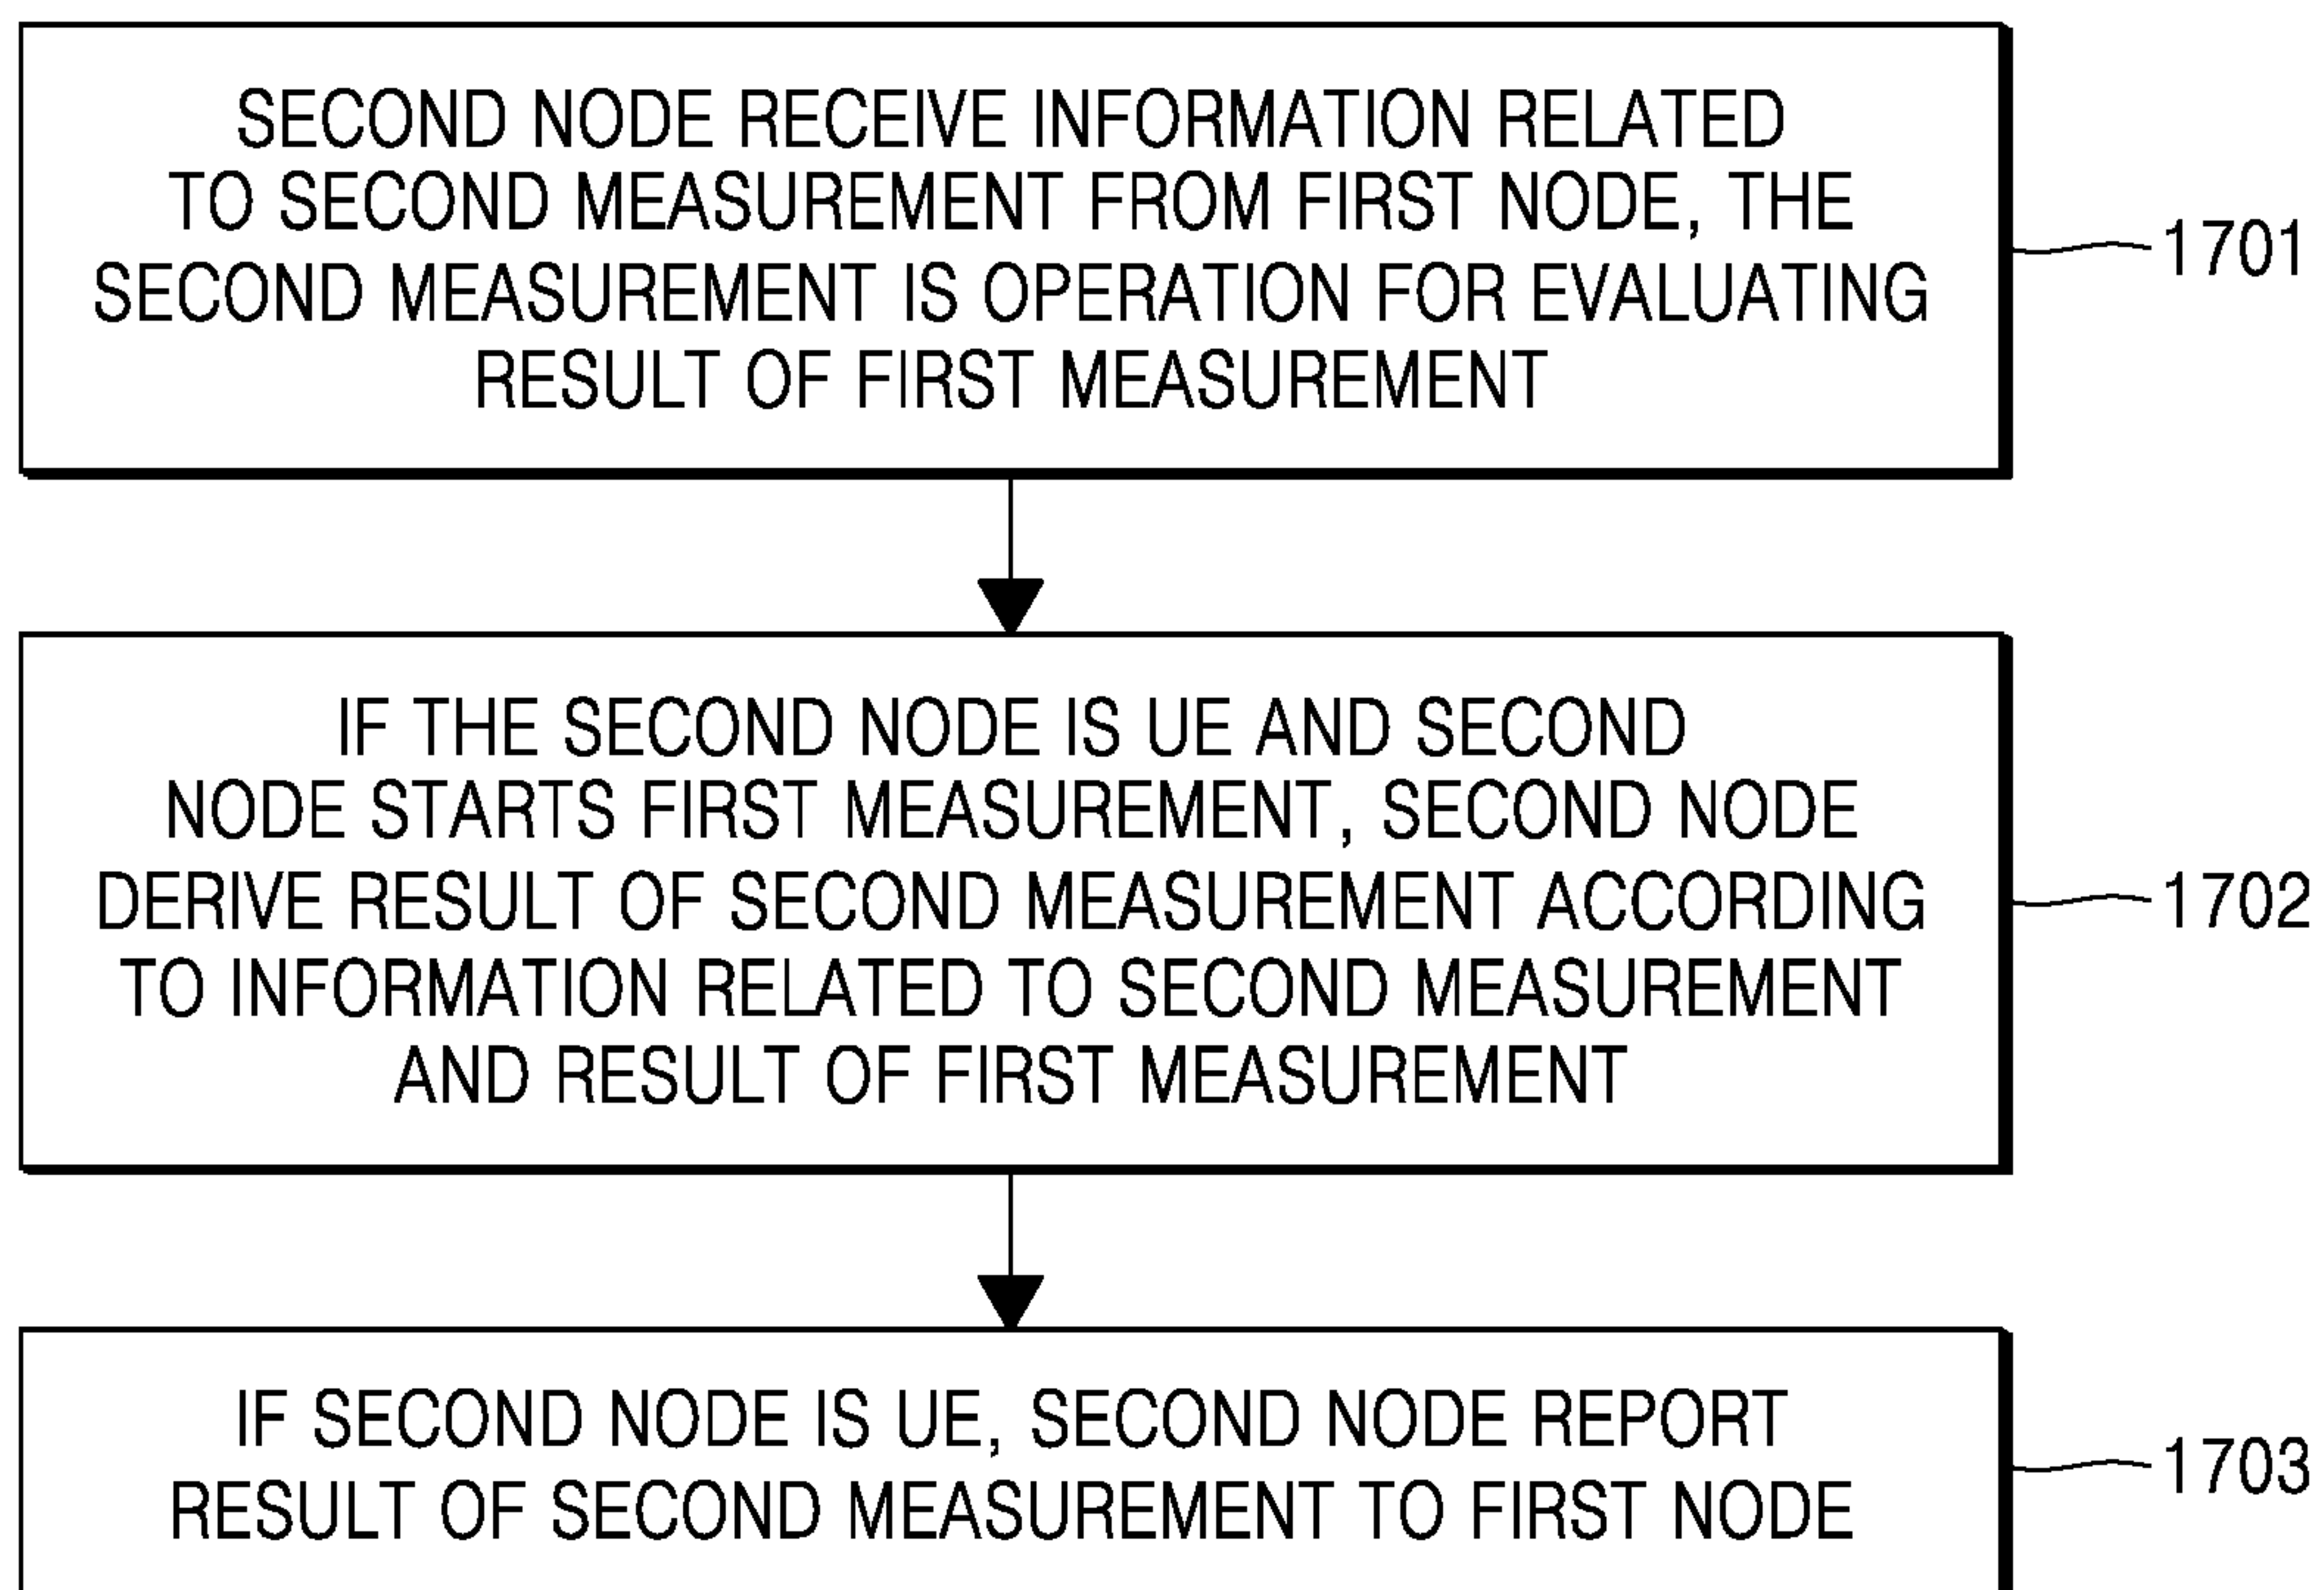 SECOND NODE RECEIVE INFORMATION RELATED
TO SECOND MEASUREMENT FROM FIRST NODE, THE
SECOND MEASUREMENT IS OPERATION FOR EVALUATING
RESULT OF FIRST MEASUREMENT
1701
IF THE SECOND NODE IS UE AND SECOND
NODE STARTS FIRST MEASUREMENT, SECOND NODE
DERIVE RESULT OF SECOND MEASUREMENT ACCORDING
TO INFORMATION RELATED TO SECOND MEASUREMENT
AND RESULT OF FIRST MEASUREMENT
1702
IF SECOND NODE IS UE, SECOND NODE REPORT
RESULT OF SECOND MEASUREMENT TO FIRST NODE
1703